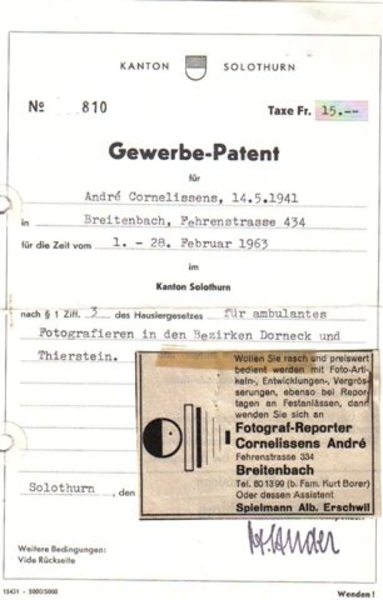 KANTON SOLOTHURN
Nº 810 Taxe Fr. 15.--
Gewerbe-Patent
für
André Cornelissens, 14.5.1941
in Breitenbach, Fehrenstrasse 434
für die Zeit vom 1. - 28. Februar 1963
im
Kanton Solothurn
nach § 1 Ziff. 3 des Hausiergesetzes für ambulantes
Fotografieren in den Bezirken Dorneck und
Thierstein.
Wollen Sie rasch und preiswert
bedient werden mit Foto-Arti-
keln-, Entwicklungen-, Vergrös-
serungen, ebenso bei Repor-
tagen an Festanlässen, dann
wenden Sie sich an
Fotograf-Reporter
Cornelissens André
Fehrenstrasse 334
Breitenbach
Tel. 80 13 99 (b. Fam. Kurt Borer)
Oder dessen Assistent
Spielmann Alb. Erschwil
Solothurn, den
Weitere Bedingungen:
Vide Rückseite
Wenden!